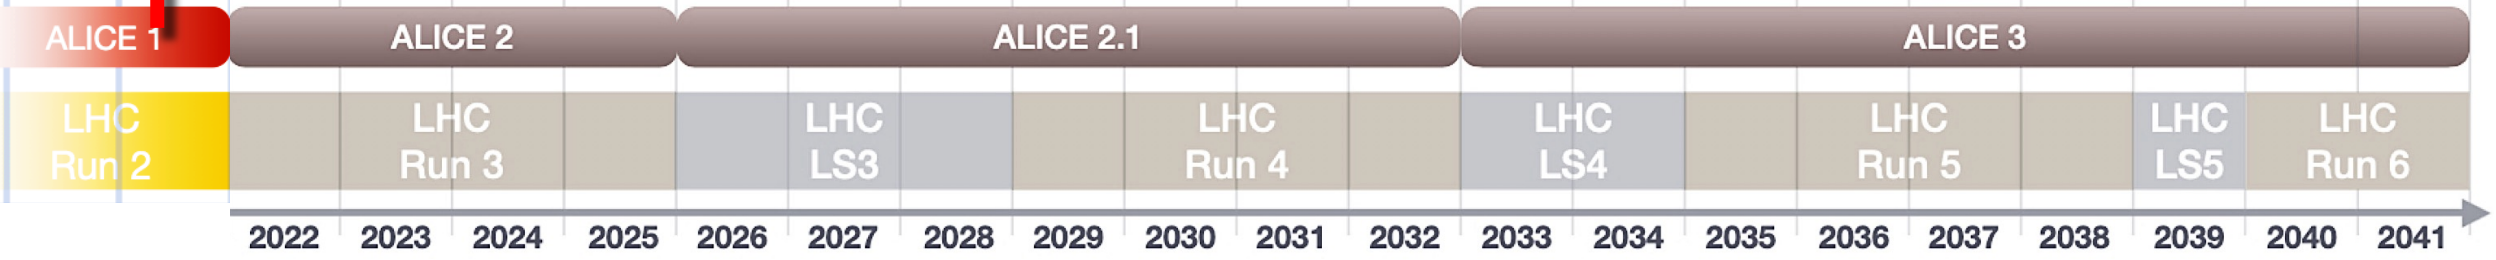 ALICE 1 ALICE 2 ALICE 2.1 ALICE 3
LHC LHC LHC LHC LHC LHC LHC LHC
Run 2 Run 3 LS3 Run 4 LS4 Run 5 LS5 Run 6
2022 2023 2024 2025 2026 2027 2028 2029 2030 2031 2032 2033 2034 2035 2036 2037 2038 2039 2040 2041